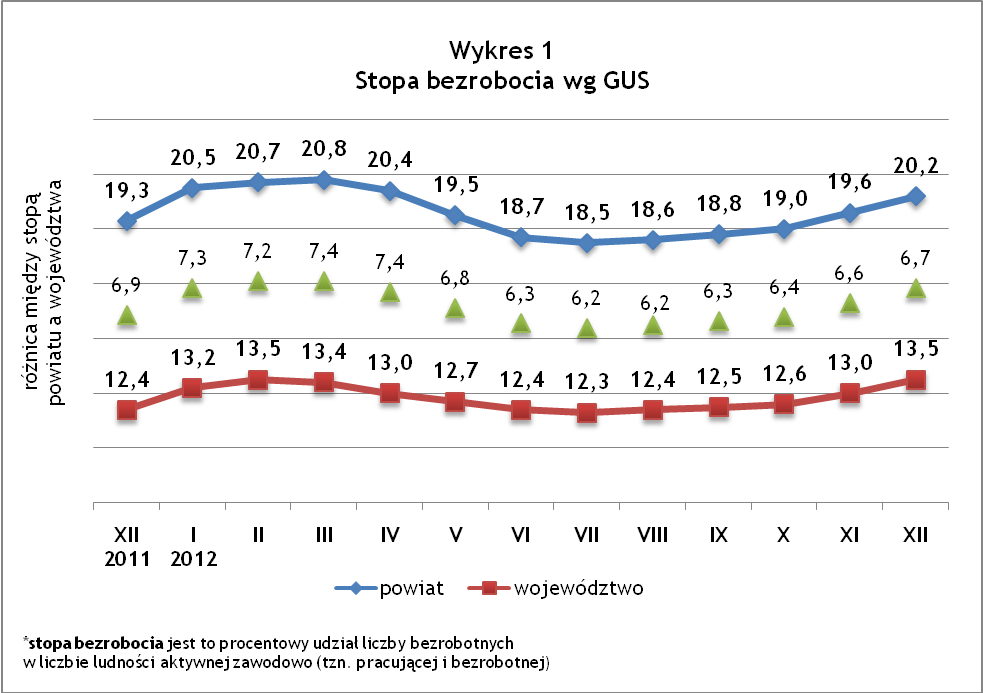 Wykres 1
Stopa bezrobocia wg GUS
różnica między stopą
powiatu a województwa
19,3 20,5 20,7 20,8 20,4 19,5 18,7 18,5 18,6 18,8 19,0 19,6 20,2
6,9 7,3 7,2 7,4 7,4 6,8 6,3 6,2 6,2 6,3 6,4 6,6 6,7
12,4 13,2 13,5 13,4 13,0 12,7 12,4 12,3 12,4 12,5 12,6 13,0 13,5
XII I II III IV V VI VII VIII IX X XI XII
2011 2012
powiat województwo
*stopa bezrobocia jest to procentowy udział liczby bezrobotnych
w liczbie ludności aktywnej zawodowo (tzn. pracującej i bezrobotnej)